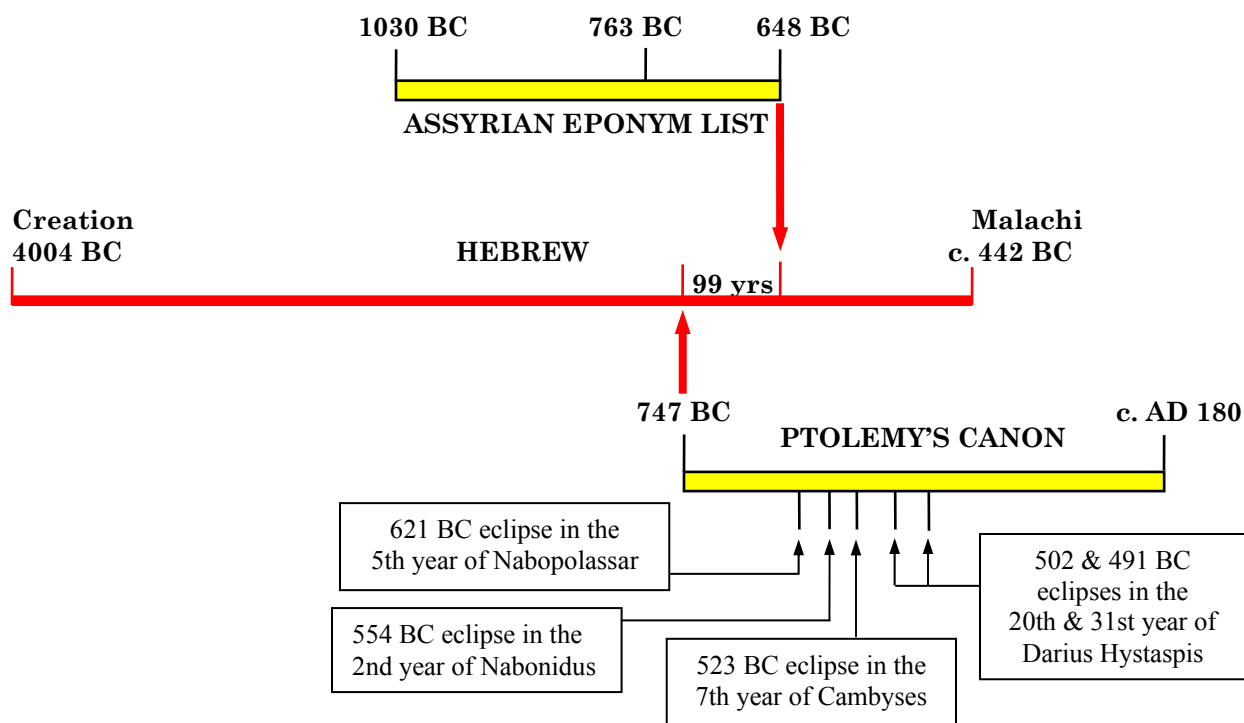 1030 BC 763 BC 648 BC
ASSYRIAN EPONYM LIST
Creation
4004 BC
HEBREW
Malachi
c. 442 BC
99 yrs
747 BC
c. AD 180
PTOLEMY’S CANON
621 BC eclipse in the
5th year of Nabopolassar
554 BC eclipse in the
2nd year of Nabonidus
523 BC eclipse in the
7th year of Cambyses
502 & 491 BC
eclipses in the
20th & 31st year of
Darius Hystaspis